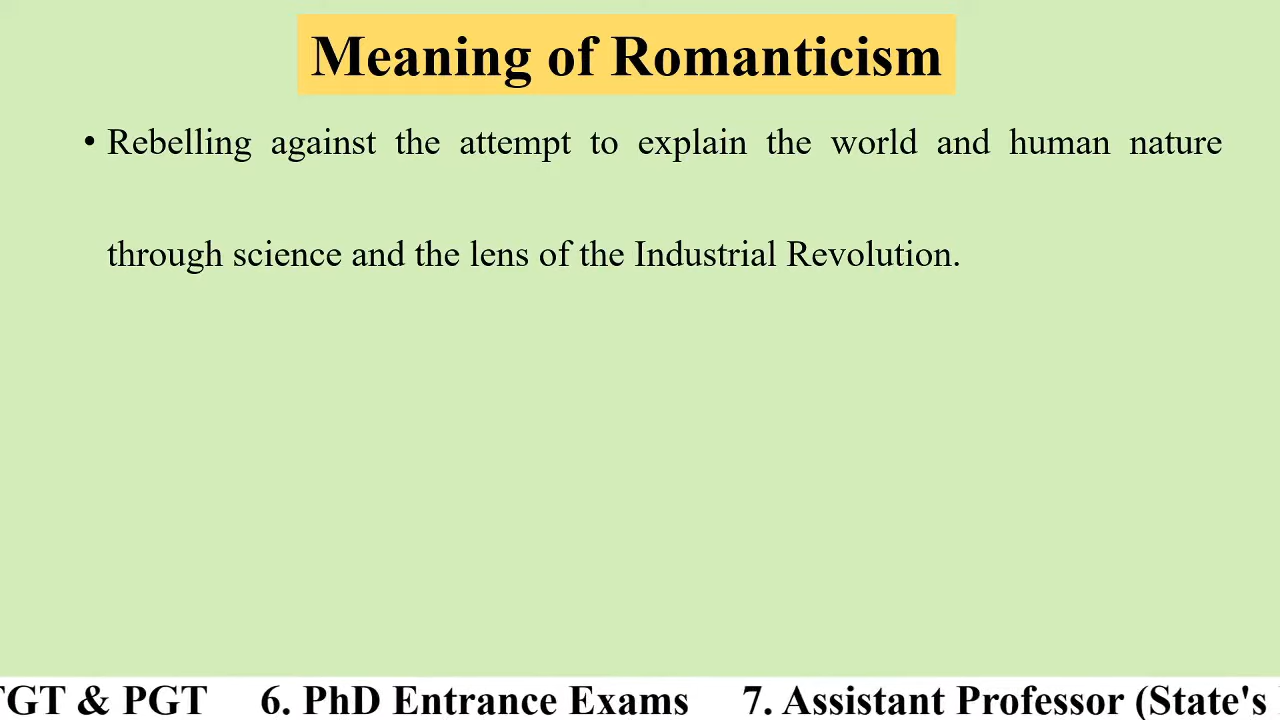 Meaning of Romanticism
• Rebelling against the attempt to explain the world and human nature
through science and the lens of the Industrial Revolution.
TGT & PGT 6. PhD Entrance Exams 7. Assistant Professor (State's